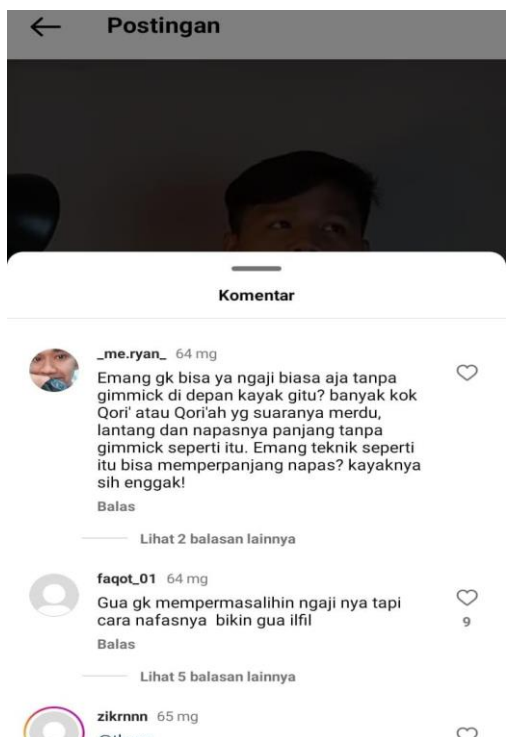 Postingan
Komentar
_me.ryan_ 64 mg
Emang gk bisa ya ngaji biasa aja tanpa
gimmick di depan kayak gitu? banyak kok
Qori' atau Qori'ah yg suaranya merdu,
lantang dan napasnya panjang tanpa
gimmick seperti itu. Emang teknik seperti
itu bisa memperpanjang napas? kayaknya
sih enggak!
Balas
Lihat 2 balasan lainnya
faqot_01 64 mg
Gua gk mempermasalihin ngaji nya tapi
cara nafasnya bikin gua ilfil
9
Balas
Lihat 5 balasan lainnya
zikrnnn 65 mg